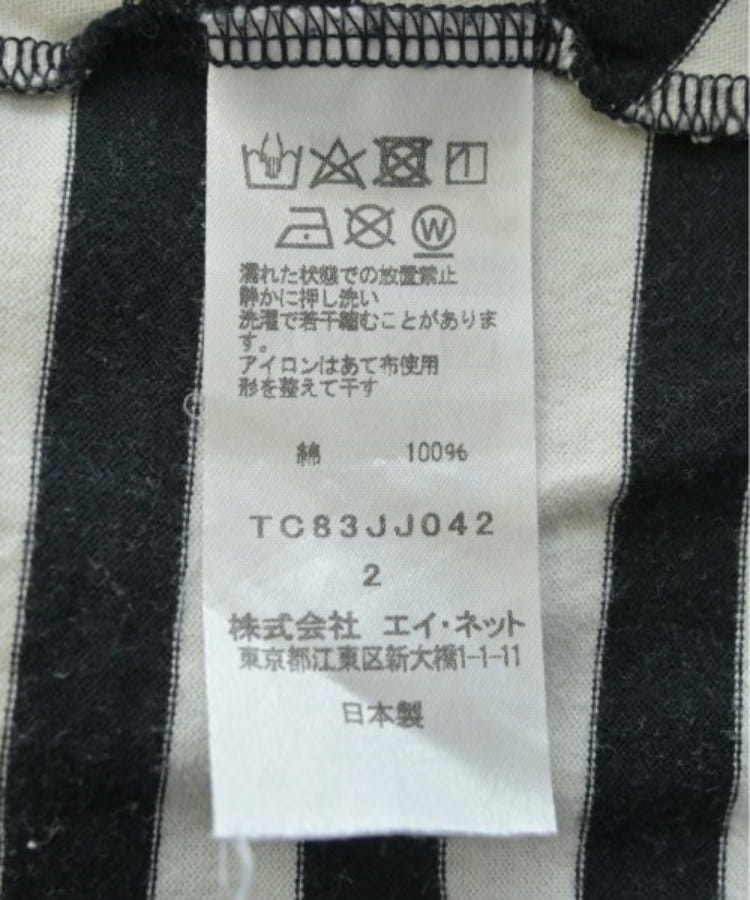 W
濡れた状態での放置禁止
静かに押し洗い
洗濯で若干縮むことがありま
す。
アイロンはあて布使用
形を整えて干す
綿 100%
TC83JJ042
2
株式会社 エイ・ネット
東京都江東区新大橋1-1-11
日本製